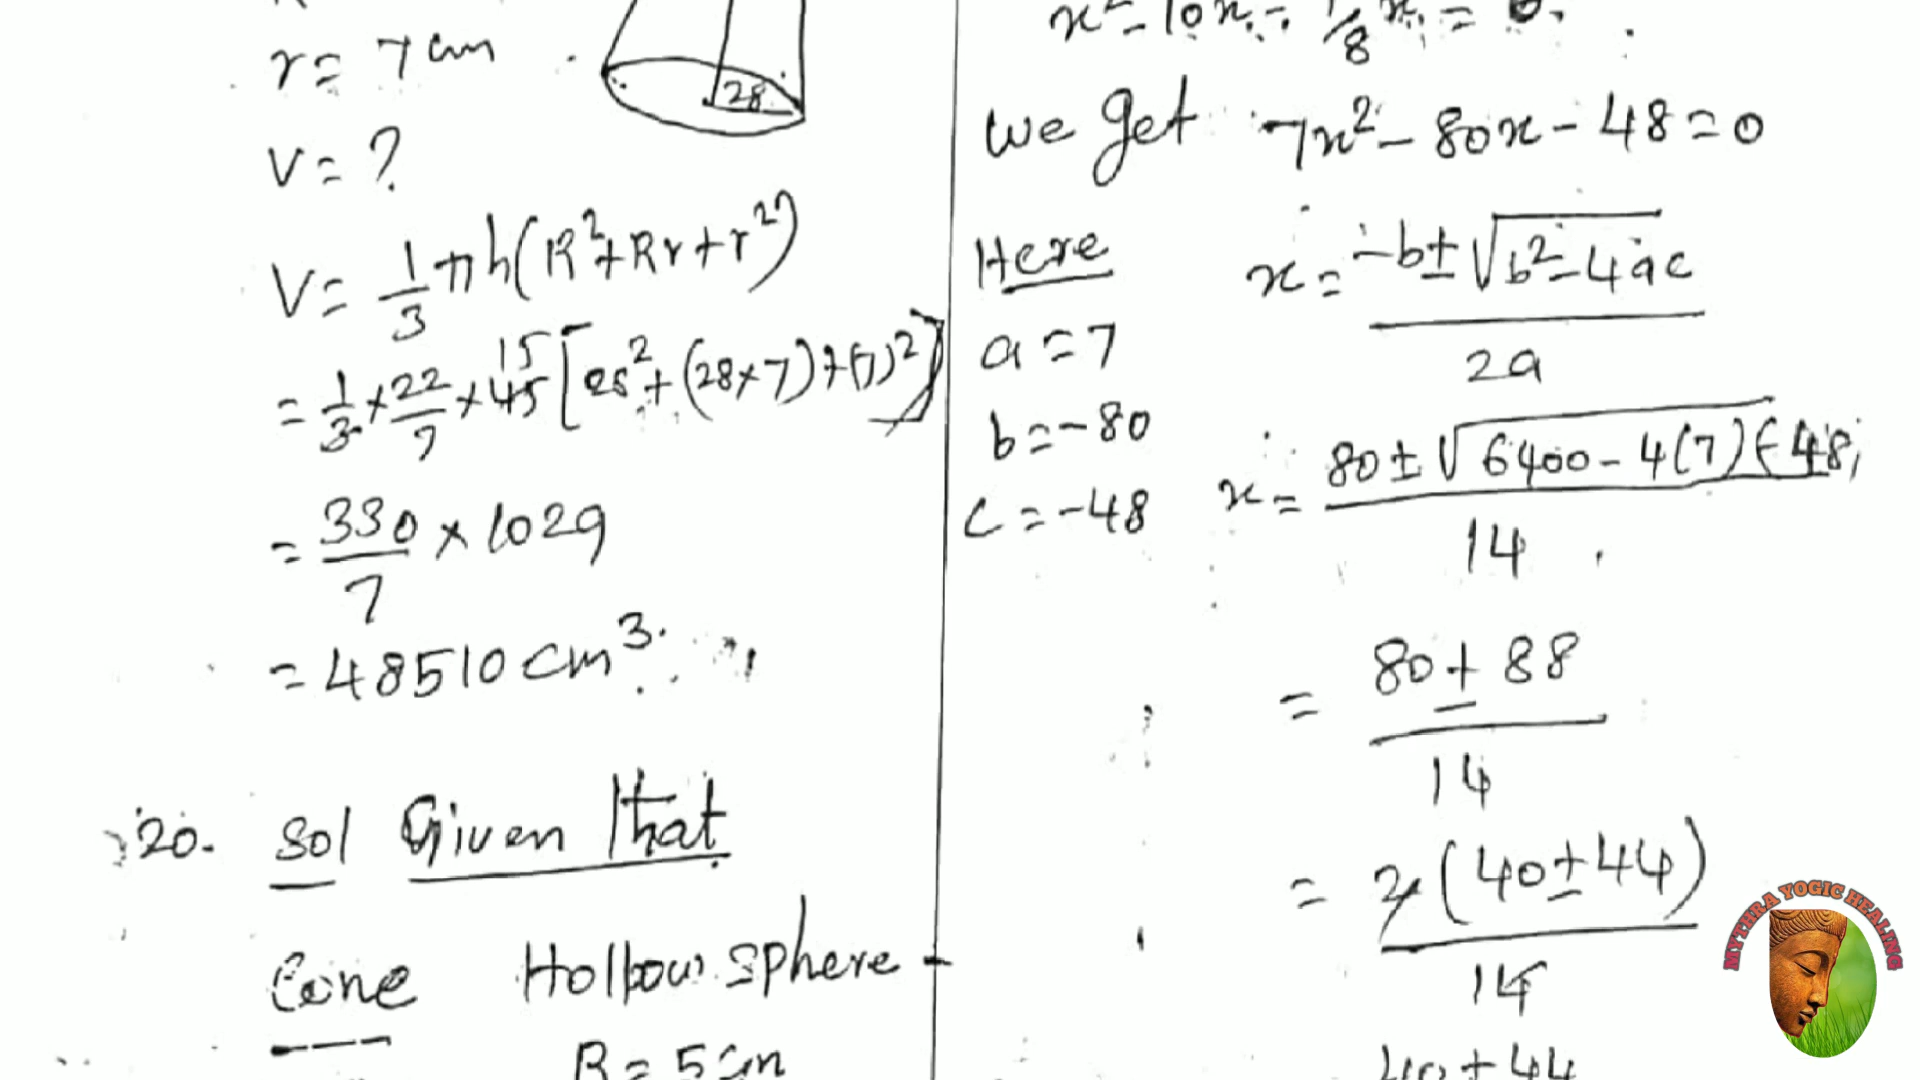 r = 7 cm
28
V = ?
V = 1/3 πh(R²+Rr+r²)
= 1/3 × 22/7 × 45 15 [28² + (28×7) + (7)²]
= 330/7 × 1029
= 48510 cm³
20. Sol Given that
Cone Hollow sphere
R = 5 cm
we get 7x² - 80x - 48 = 0
Here x = -b ± √b² - 4ac / 2a
a = 7
b = -80
c = -48
x = 80 ± √6400 - 4(7)(-48) / 14
= 80 ± 88 / 14
= 2(40 ± 44) / 14
40 ± 44
MYTHRA YOGIC HEALING